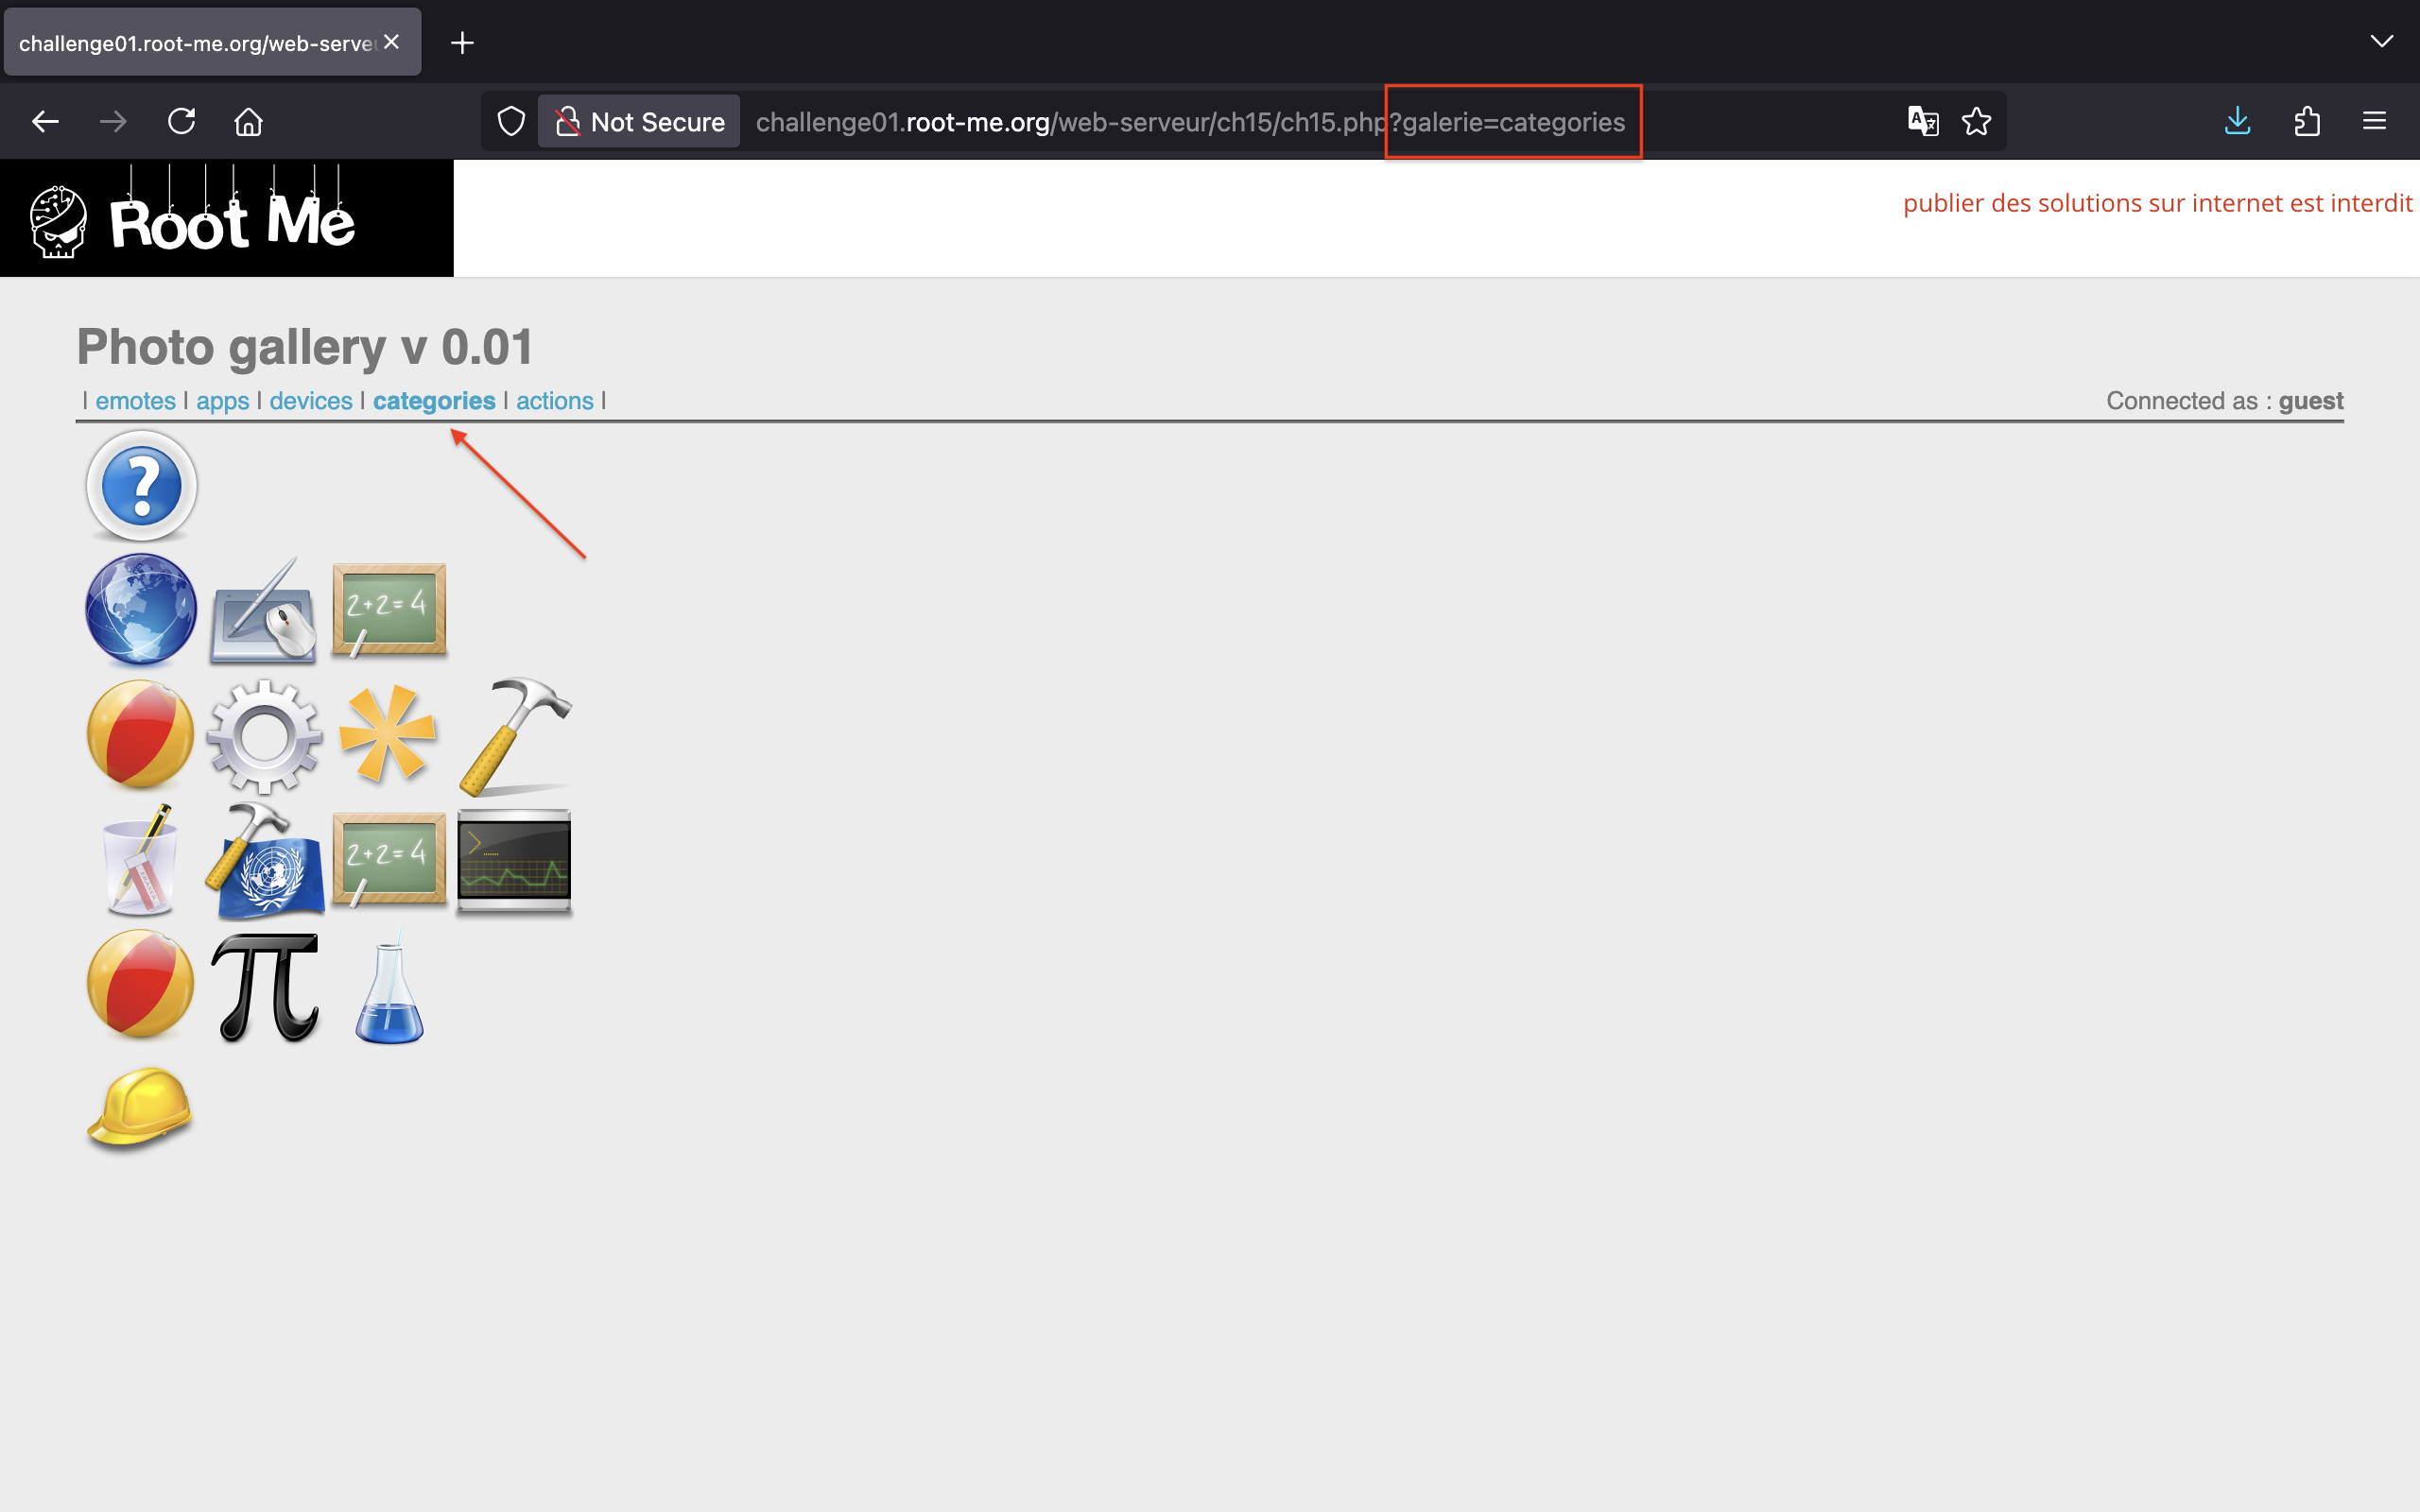 challenge01.root-me.org/web-serve
Not Secure
challenge01.root-me.org/web-serveur/ch15/ch15.php?galerie=categories
Root Me
publier des solutions sur internet est interdit
Photo gallery v 0.01
| emotes | apps | devices | categories | actions |
Connected as : guest
?
2+2=4
2+2=4
π